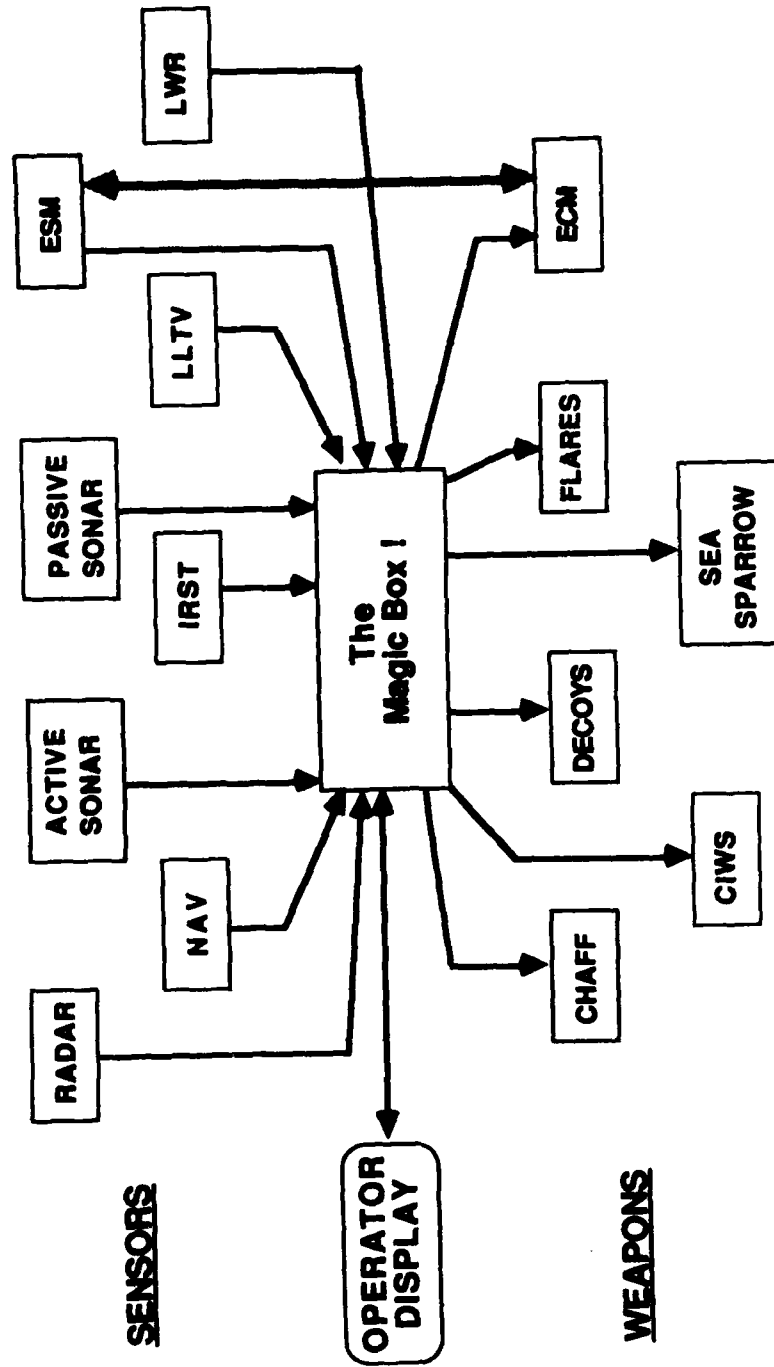 SENSORS
RADAR
NAV
ACTIVE
SONAR
IRST
PASSIVE
SONAR
LLTV
ESM
LWR
OPERATOR
DISPLAY
The
Magic Box !
WEAPONS
CHAFF
CIWS
DECOYS
SEA
SPARROW
FLARES
ECM